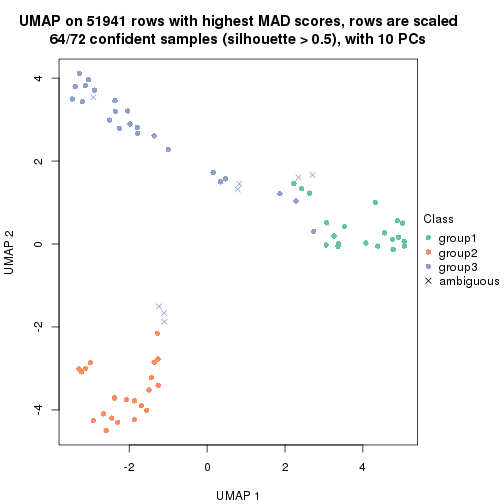 UMAP on 51941 rows with highest MAD scores, rows are scaled
64/72 confident samples (silhouette > 0.5), with 10 PCs
4
2
0
-2
-4
UMAP 2
-2
0
2
4
UMAP 1
Class
group1
group2
group3
ambiguous